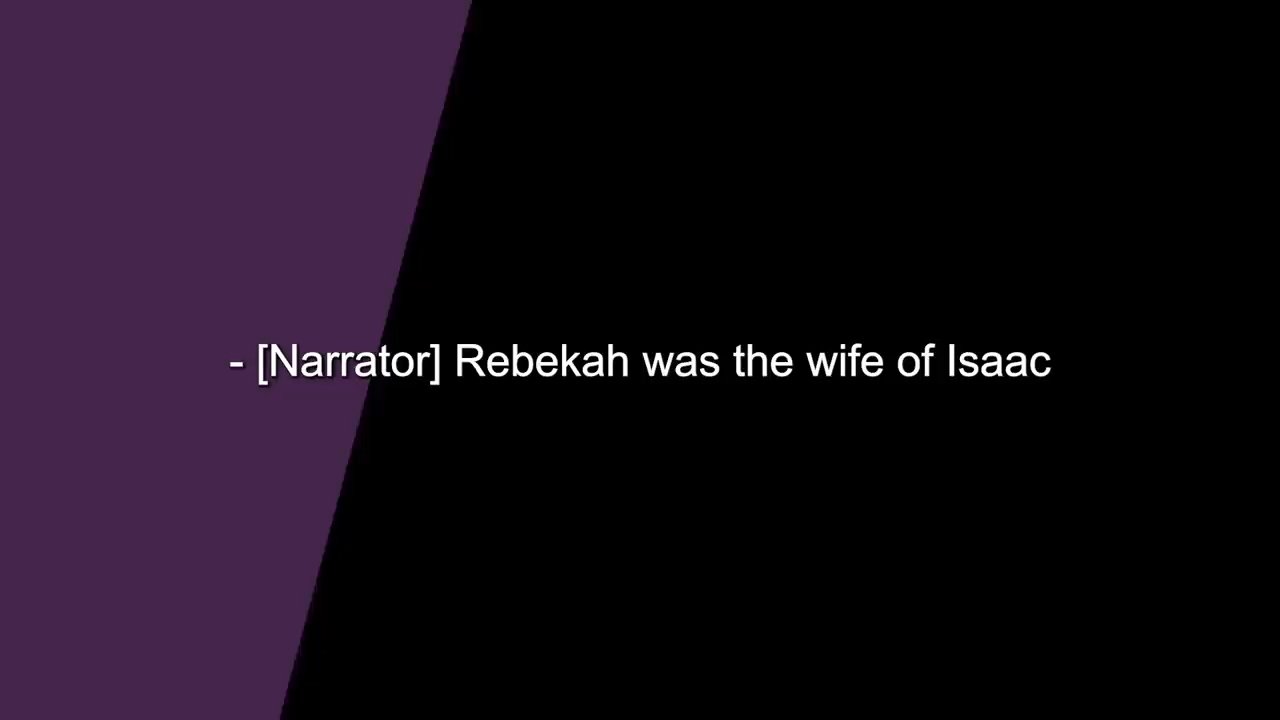 - [Narrator] Rebekah was the wife of Isaac